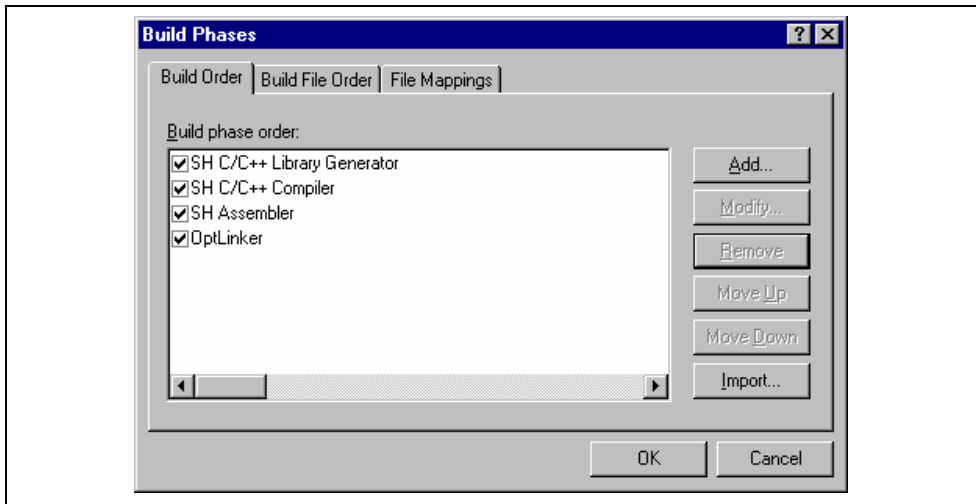 Build Phases
Build Order Build File Order File Mappings
Build phase order:
SH C/C++ Library Generator
SH C/C++ Compiler
SH Assembler
OptLinker
Add...
Modify...
Remove
Move Up
Move Down
Import...
OK Cancel